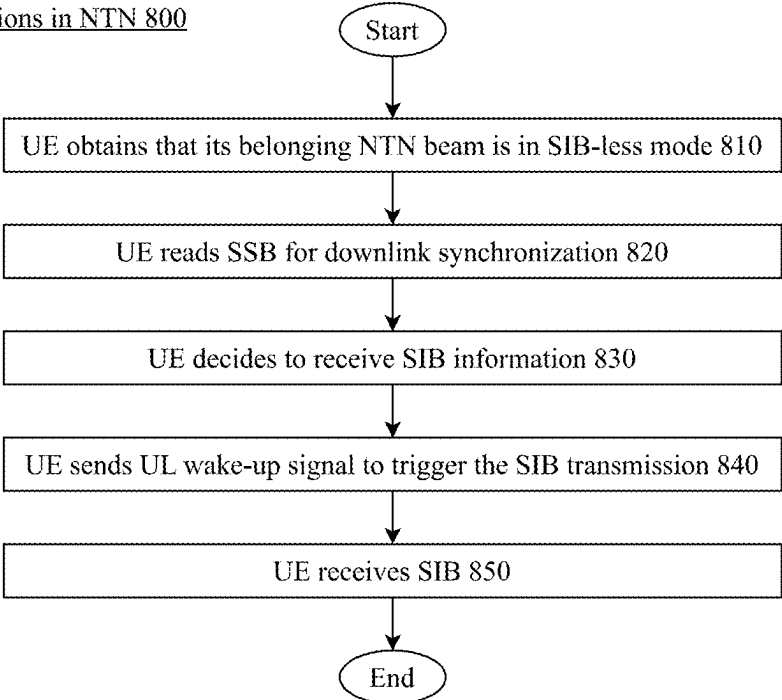 ions in NTN 800
Start
UE obtains that its belonging NTN beam is in SIB-less mode 810
UE reads SSB for downlink synchronization 820
UE decides to receive SIB information 830
UE sends UL wake-up signal to trigger the SIB transmission 840
UE receives SIB 850
End